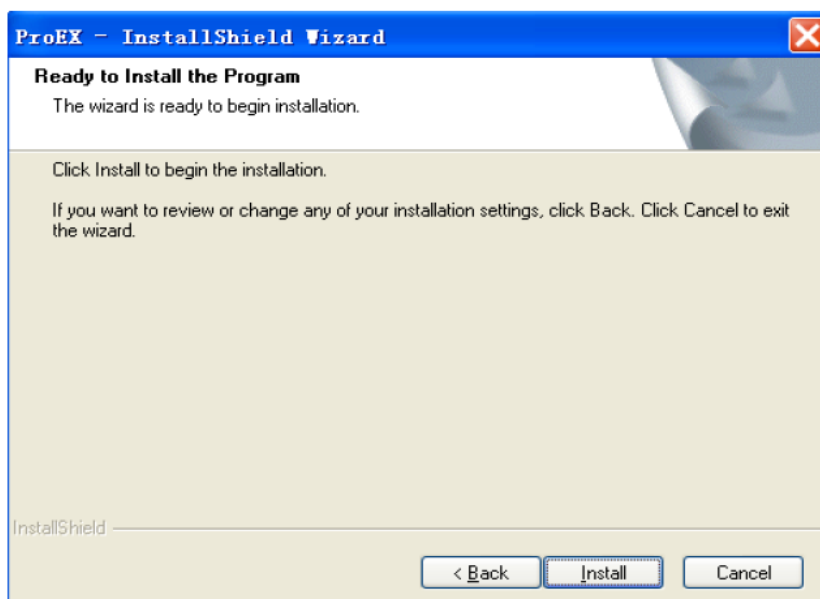 ProEX - InstallShield Wizard
Ready to Install the Program
The wizard is ready to begin installation.
Click Install to begin the installation.
If you want to review or change any of your installation settings, click Back. Click Cancel to exit
the wizard.
InstallShield
< Back
Install
Cancel